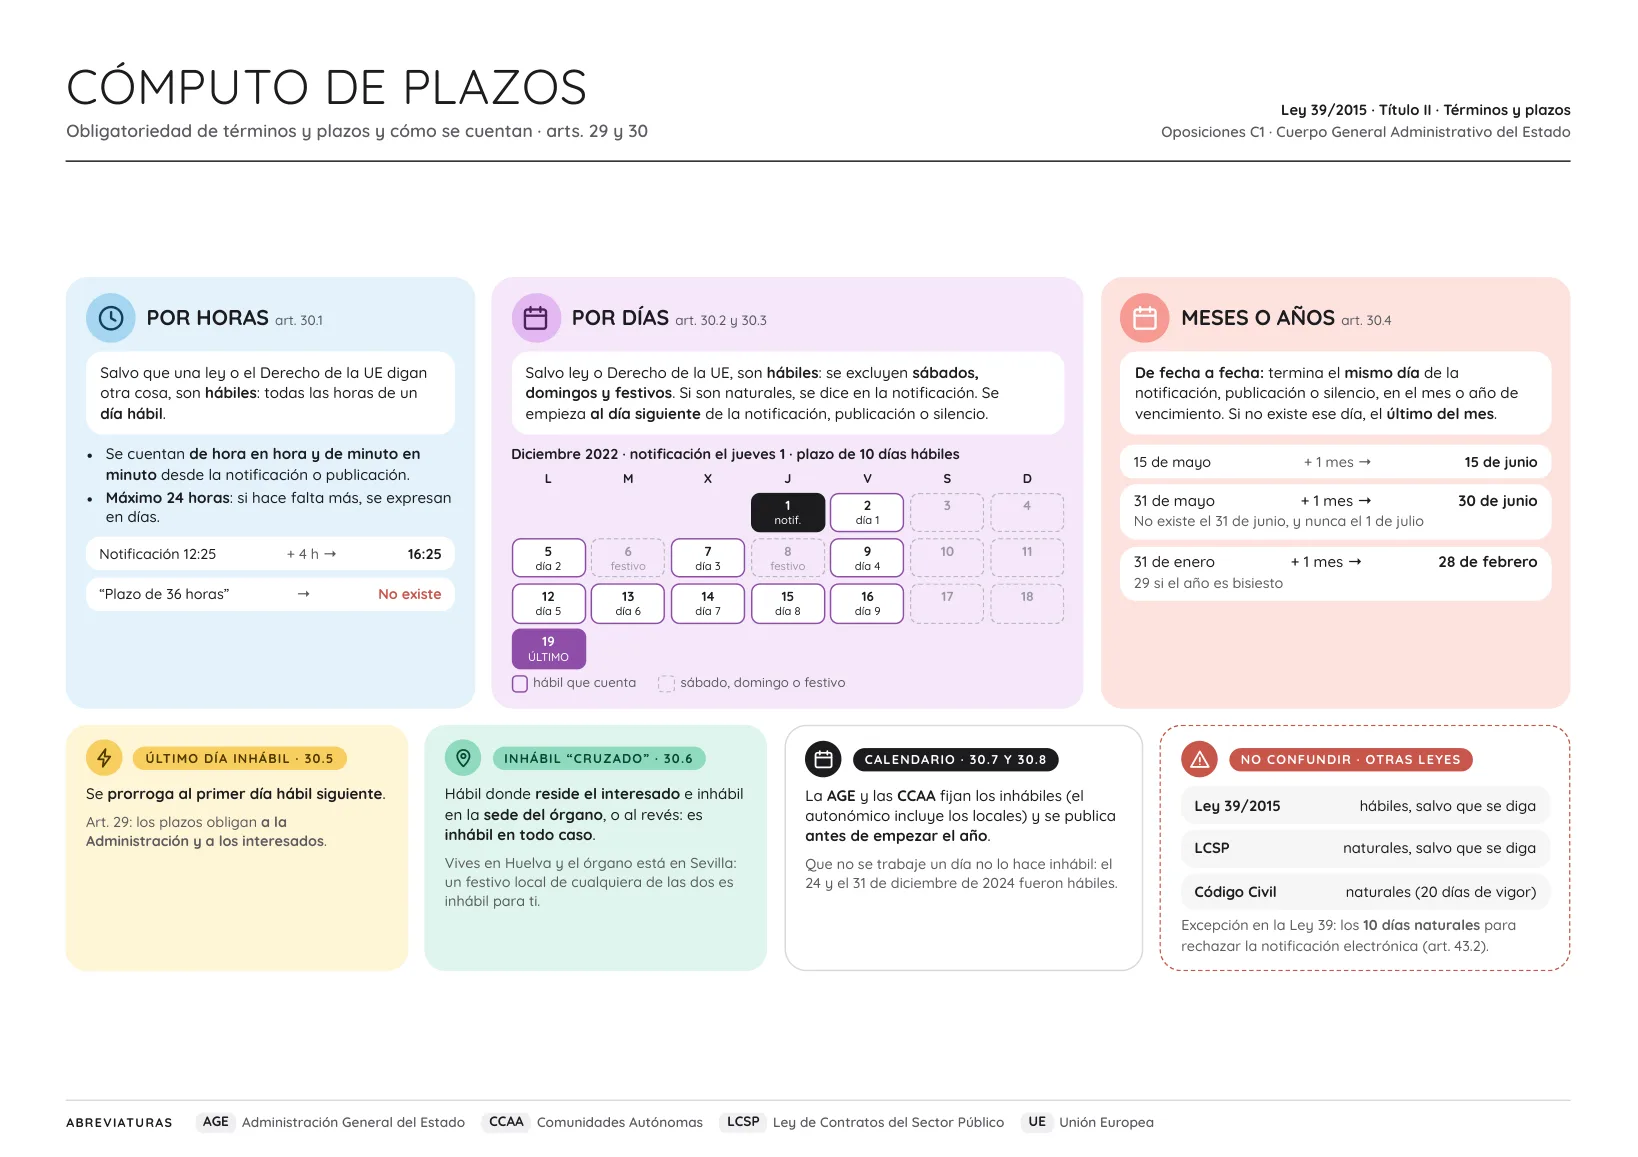 CÓMPUTO DE PLAZOS
Obligatoriedad de términos y plazos y cómo se cuentan · arts. 29 y 30
Ley 39/2015 · Título II · Términos y plazos
Oposiciones C1 · Cuerpo General Administrativo del Estado
POR HORAS art. 30.1
Salvo que una ley o el Derecho de la UE digan
otra cosa, son hábiles: todas las horas de un
día hábil.
• Se cuentan de hora en hora y de minuto en
minuto desde la notificación o publicación.
• Máximo 24 horas: si hace falta más, se expresan
en días.
Notificación 12:25 + 4 h → 16:25
“Plazo de 36 horas” → No existe
POR DÍAS art. 30.2 y 30.3
Salvo ley o Derecho de la UE, son hábiles: se excluyen sábados,
domingos y festivos. Si son naturales, se dice en la notificación. Se
empieza al día siguiente de la notificación, publicación o silencio.
Diciembre 2022 · notificación el jueves 1 · plazo de 10 días hábiles
L M X J V S D
1 2 3 4
notif. día 1
5 6 7 8 9 10 11
día 2 festivo día 3 festivo día 4
12 13 14 15 16 17 18
día 5 día 6 día 7 día 8 día 9
19
ÚLTIMO
hábil que cuenta sábado, domingo o festivo
MESES O AÑOS art. 30.4
De fecha a fecha: termina el mismo día de la
notificación, publicación o silencio, en el mes o año de
vencimiento. Si no existe ese día, el último del mes.
15 de mayo + 1 mes → 15 de junio
31 de mayo + 1 mes → 30 de junio
No existe el 31 de junio, y nunca el 1 de julio
31 de enero + 1 mes → 28 de febrero
29 si el año es bisiesto
ÚLTIMO DÍA INHÁBIL · 30.5
Se prorroga al primer día hábil siguiente.
Art. 29: los plazos obligan a la
Administración y a los interesados.
INHÁBIL “CRUZADO” · 30.6
Hábil donde reside el interesado e inhábil
en la sede del órgano, o al revés: es
inhábil en todo caso.
Vives en Huelva y el órgano está en Sevilla:
un festivo local de cualquiera de las dos es
inhábil para ti.
CALENDARIO · 30.7 Y 30.8
La AGE y las CCAA fijan los inhábiles (el
autonómico incluye los locales) y se publica
antes de empezar el año.
Que no se trabaje un día no lo hace inhábil: el
24 y el 31 de diciembre de 2024 fueron hábiles.
NO CONFUNDIR · OTRAS LEYES
Ley 39/2015 hábiles, salvo que se diga
LCSP naturales, salvo que se diga
Código Civil naturales (20 días de vigor)
Excepción en la Ley 39: los 10 días naturales para
rechazar la notificación electrónica (art. 43.2).
ABREVIATURAS AGE Administración General del Estado CCAA Comunidades Autónomas LCSP Ley de Contratos del Sector Público UE Unión Europea